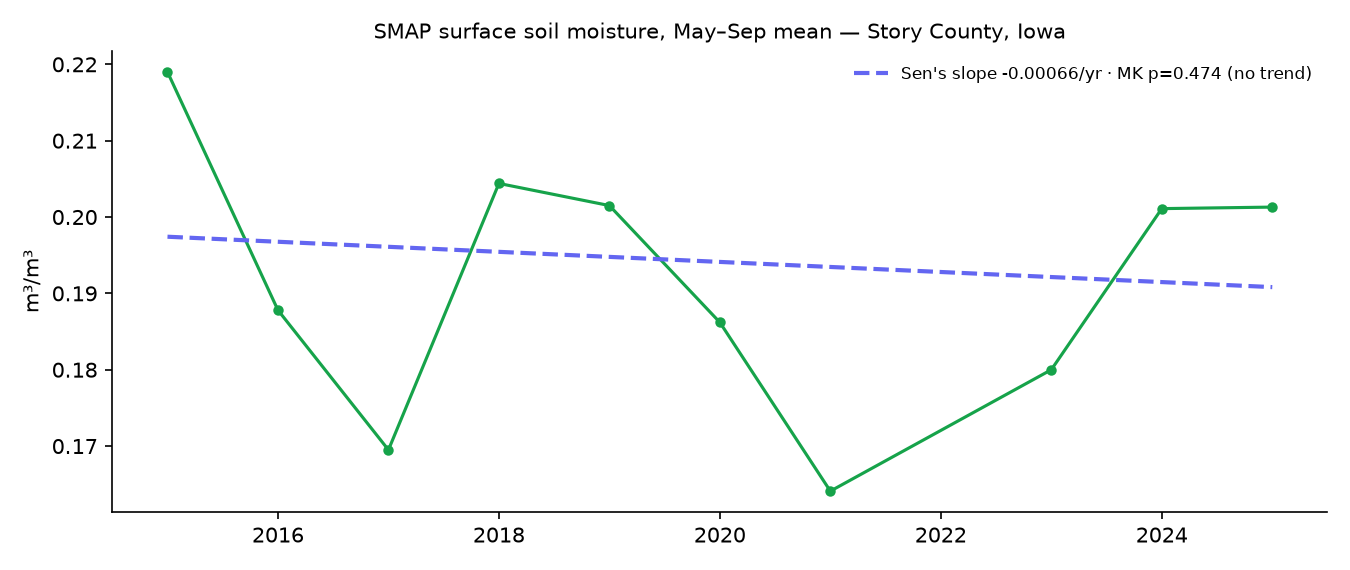 SMAP surface soil moisture, May–Sep mean — Story County, Iowa
Sen's slope -0.00066/yr · MK p=0.474 (no trend)
m³/m³
0.22
0.21
0.20
0.19
0.18
0.17
2016 2018 2020 2022 2024